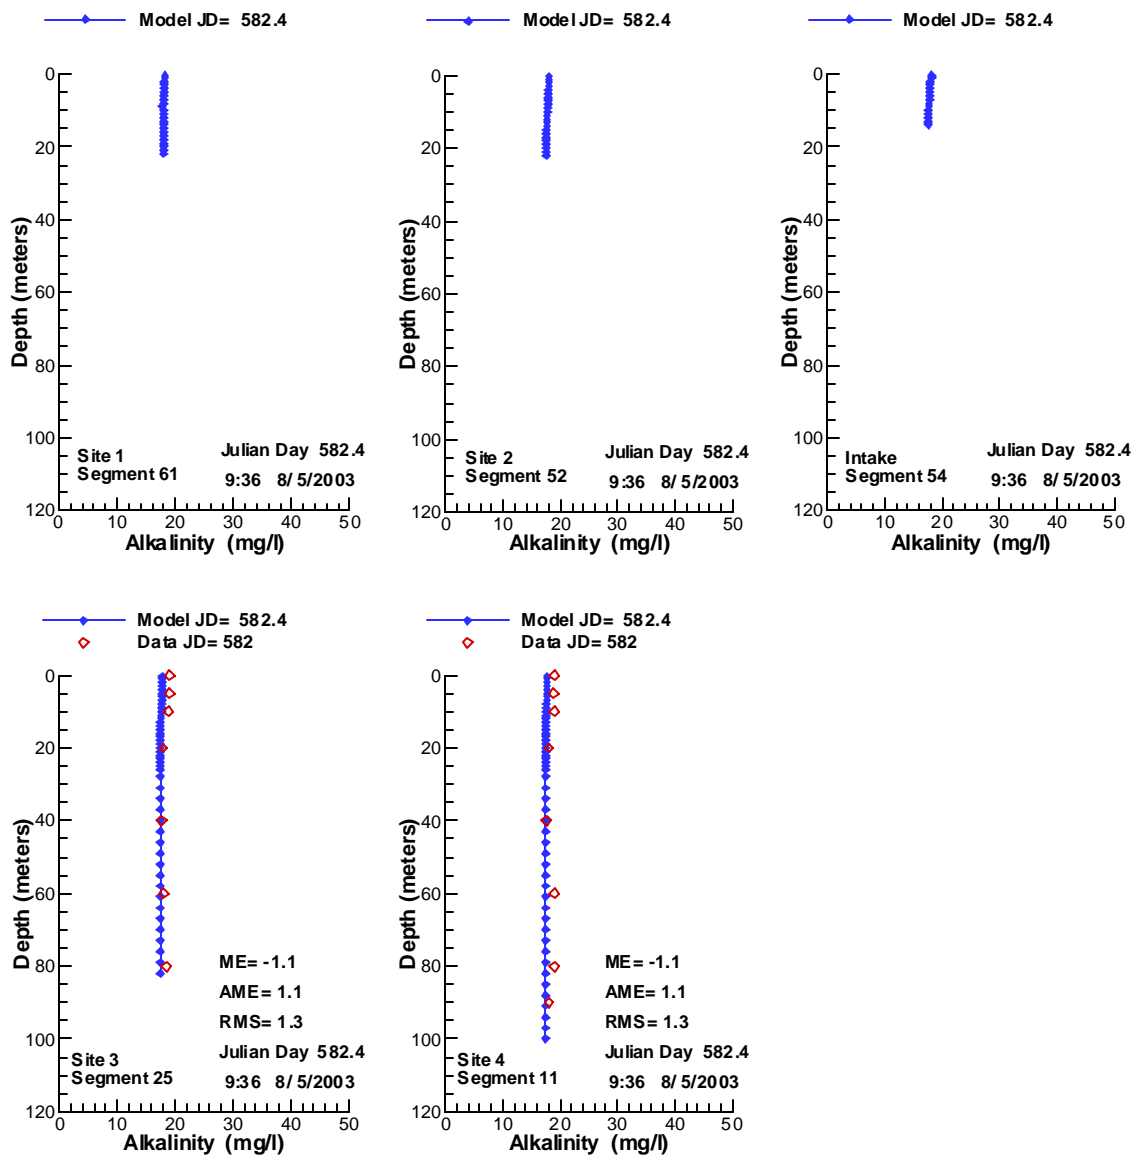 Model JD= 582.4
0
20
40
60
80
100
120
Depth (meters)
Site 1
Segment 61
Julian Day 582.4
9:36 8/ 5/2003
0 10 20 30 40 50
Alkalinity (mg/l)
Model JD= 582.4
0
20
40
60
80
100
120
Depth (meters)
Site 2
Segment 52
Julian Day 582.4
9:36 8/ 5/2003
0 10 20 30 40 50
Alkalinity (mg/l)
Model JD= 582.4
0
20
40
60
80
100
120
Depth (meters)
Intake
Segment 54
Julian Day 582.4
9:36 8/ 5/2003
0 10 20 30 40 50
Alkalinity (mg/l)
Model JD= 582.4
Data JD= 582
0
20
40
60
80
100
120
Depth (meters)
ME= -1.1
AME= 1.1
RMS= 1.3
Julian Day 582.4
9:36 8/ 5/2003
Site 3
Segment 25
0 10 20 30 40 50
Alkalinity (mg/l)
Model JD= 582.4
Data JD= 582
0
20
40
60
80
100
120
Depth (meters)
ME= -1.1
AME= 1.1
RMS= 1.3
Julian Day 582.4
9:36 8/ 5/2003
Site 4
Segment 11
0 10 20 30 40 50
Alkalinity (mg/l)